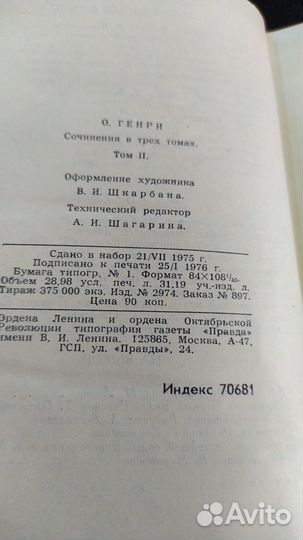 О. ГЕНРИ
Сочинения в трех томах.
Том II.
Оформление художника
В. И. Шкарбана.
Технический редактор
А. И. Шагарина.
Сдано в набор 21/VII 1975 г.
Подписано к печати 25/I 1976 г.
Бумага типогр. № 1. Формат 84×108 1/32.
Объем 28,98 усл. печ. л. 31,19 уч.-изд. л.
Тираж 375 000 экз. Изд. № 2974. Заказ № 897.
Цена 90 коп.
Ордена Ленина и ордена Октябрьской
Революции типография газеты «Правда»
имени В. И. Ленина. 125865, Москва, А-47,
ГСП, ул. «Правды», 24.
Индекс 70681
Avito